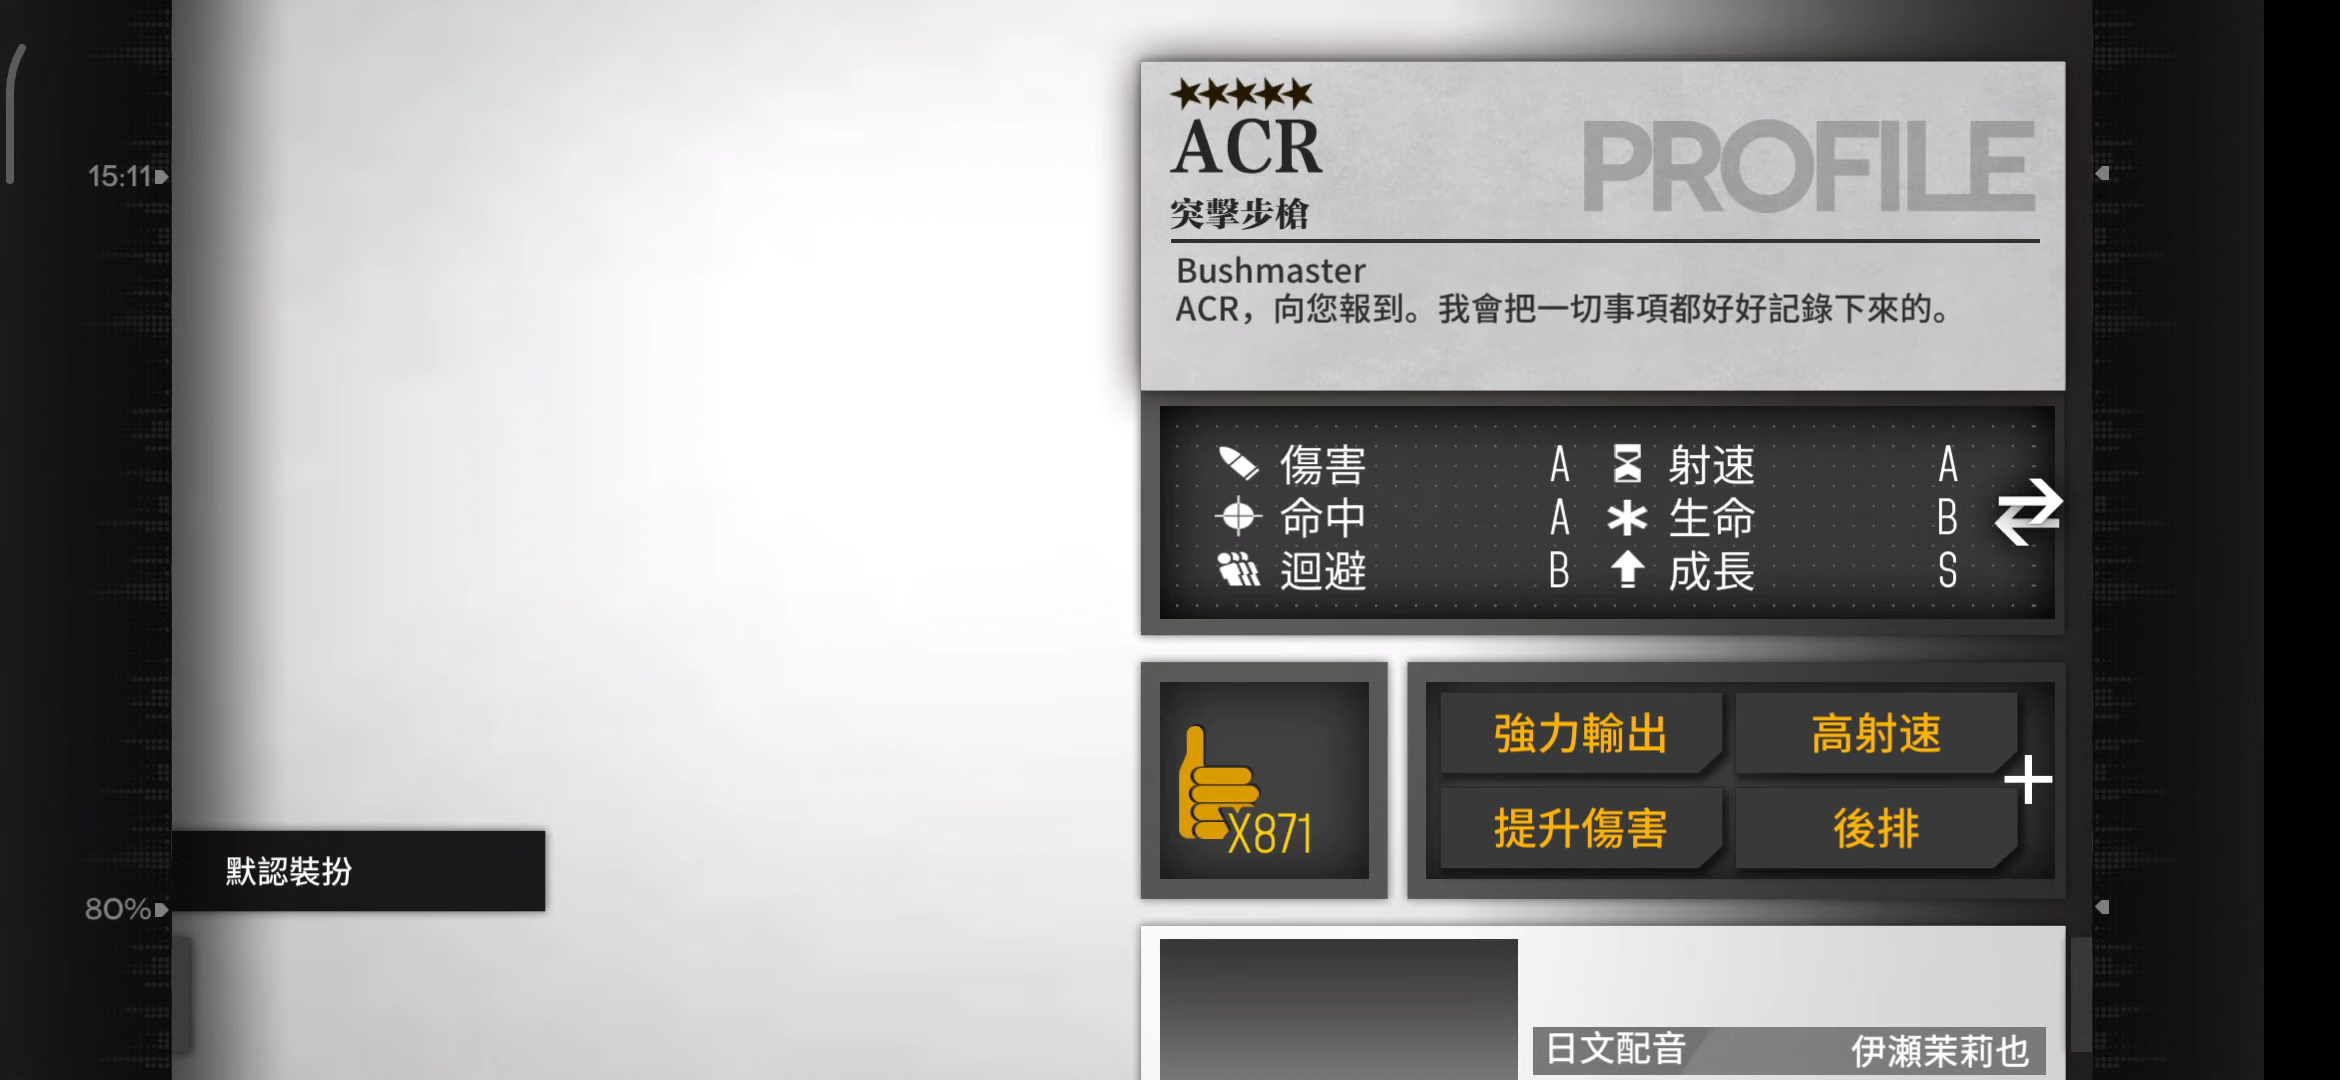 15:11
80%
默認裝扮
★★★★★
ACR
突擊步槍
PROFILE
Bushmaster
ACR，向您報到。我會把一切事項都好好記錄下來的。
傷害 A 射速 A
命中 A 生命 B
迴避 B 成長 S
X871
強力輸出 高射速
提升傷害 後排
日文配音 伊瀬茉莉也